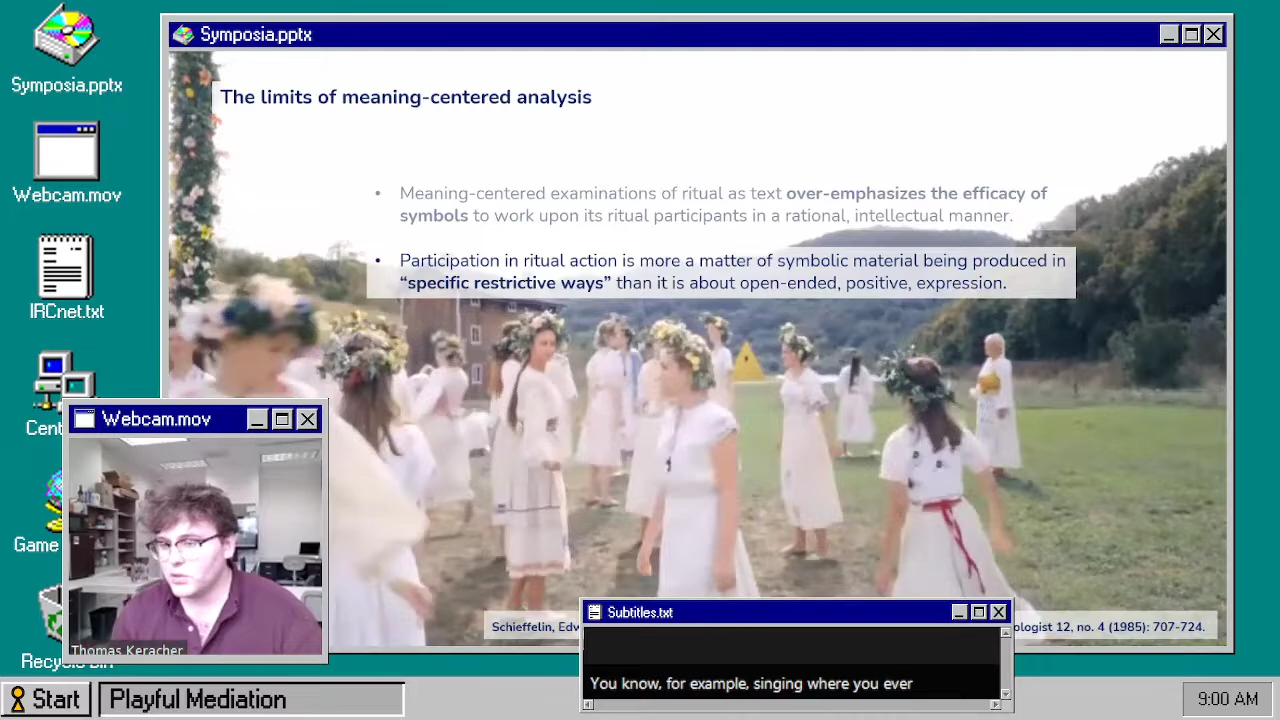 Symposia.pptx
Symposia.pptx
The limits of meaning-centered analysis
Webcam.mov
• Meaning-centered examinations of ritual as text over-emphasizes the efficacy of
symbols to work upon its ritual participants in a rational, intellectual manner.
• Participation in ritual action is more a matter of symbolic material being produced in
“specific restrictive ways” than it is about open-ended, positive, expression.
IRCnet.txt
Cent
Webcam.mov
Game
Thomas Keracher
Recycle Bin
Subtitles.txt
Schieffelin, Edw
ologist 12, no. 4 (1985): 707-724.
You know, for example, singing where you ever
Start
Playful Mediation
9:00 AM